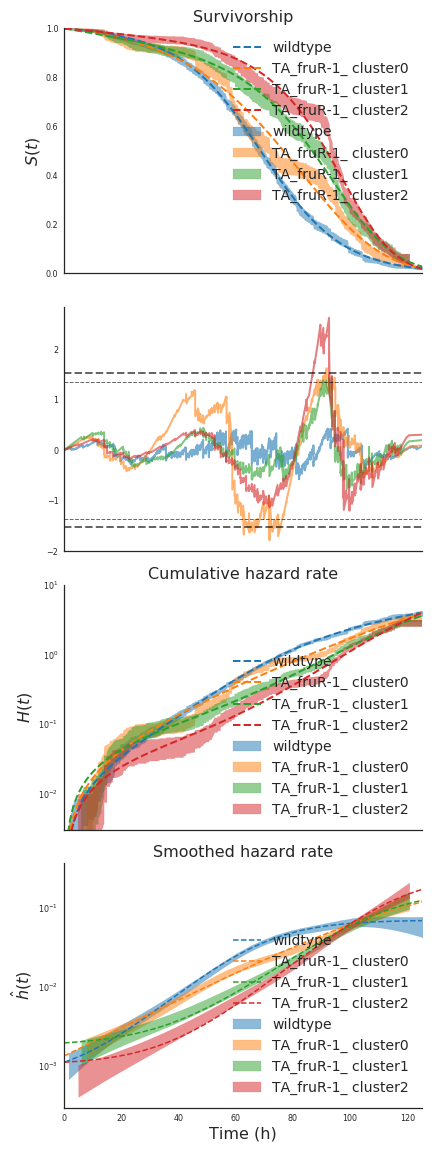 Survivorship
1.0
0.8
0.6
0.4
0.2
0.0
S(t)
wildtype
TA_fruR-1_ cluster0
TA_fruR-1_ cluster1
TA_fruR-1_ cluster2
wildtype
TA_fruR-1_ cluster0
TA_fruR-1_ cluster1
TA_fruR-1_ cluster2
2
1
0
−1
−2
Cumulative hazard rate
10¹
10⁰
10⁻¹
10⁻²
H(t)
wildtype
TA_fruR-1_ cluster0
TA_fruR-1_ cluster1
TA_fruR-1_ cluster2
wildtype
TA_fruR-1_ cluster0
TA_fruR-1_ cluster1
TA_fruR-1_ cluster2
Smoothed hazard rate
10⁻¹
10⁻²
10⁻³
ĥ(t)
wildtype
TA_fruR-1_ cluster0
TA_fruR-1_ cluster1
TA_fruR-1_ cluster2
wildtype
TA_fruR-1_ cluster0
TA_fruR-1_ cluster1
TA_fruR-1_ cluster2
0 20 40 60 80 100 120
Time (h)